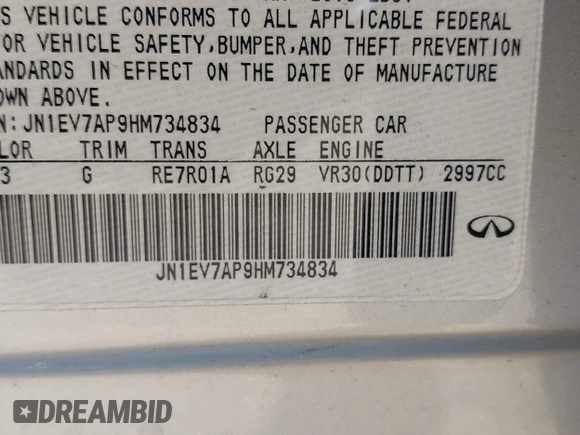 S VEHICLE CONFORMS TO ALL APPLICABLE FEDERAL
OR VEHICLE SAFETY,BUMPER,AND THEFT PREVENTION
ANDARDS IN EFFECT ON THE DATE OF MANUFACTURE
OWN ABOVE.
N:JN1EV7AP9HM734834 PASSENGER CAR
LOR TRIM TRANS AXLE ENGINE
3 G RE7R01A RG29 VR30(DDTT) 2997CC
JN1EV7AP9HM734834
DREAMBID